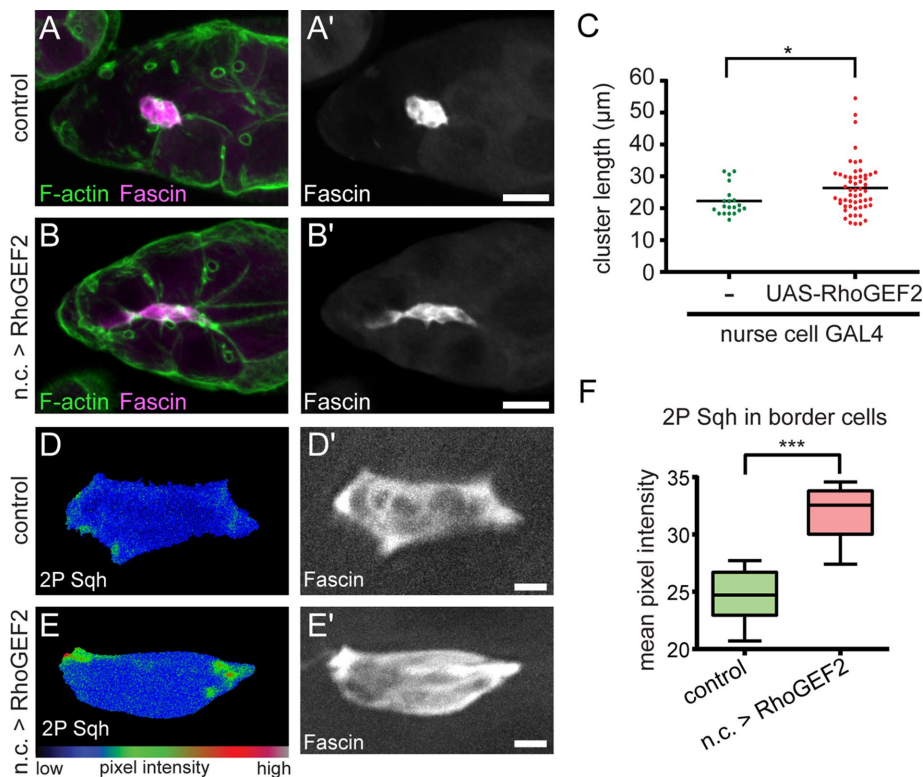 control
A
F-actin Fascin
A'
Fascin
n.c. > RhoGEF2
B
F-actin Fascin
B'
Fascin
C
*
cluster length (µm)
60
50
40
30
20
10
0
-
UAS-RhoGEF2
nurse cell GAL4
control
D
2P Sqh
D'
Fascin
n.c. > RhoGEF2
E
2P Sqh
E'
Fascin
low pixel intensity high
F
2P Sqh in border cells
***
mean pixel intensity
35
30
25
20
control
n.c. > RhoGEF2